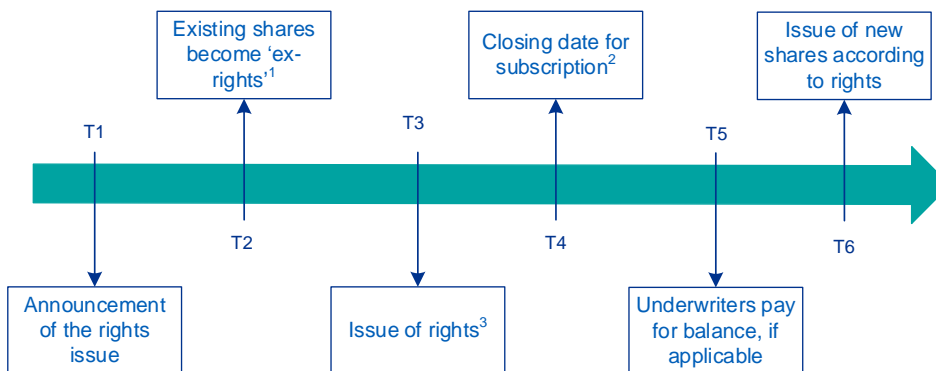 Existing shares
become ‘ex-
rights’1
Closing date for
subscription2
Issue of new
shares according
to rights
T1
T3
T5
T2
T4
T6
Announcement
of the rights
issue
Issue of rights3
Underwriters pay
for balance, if
applicable